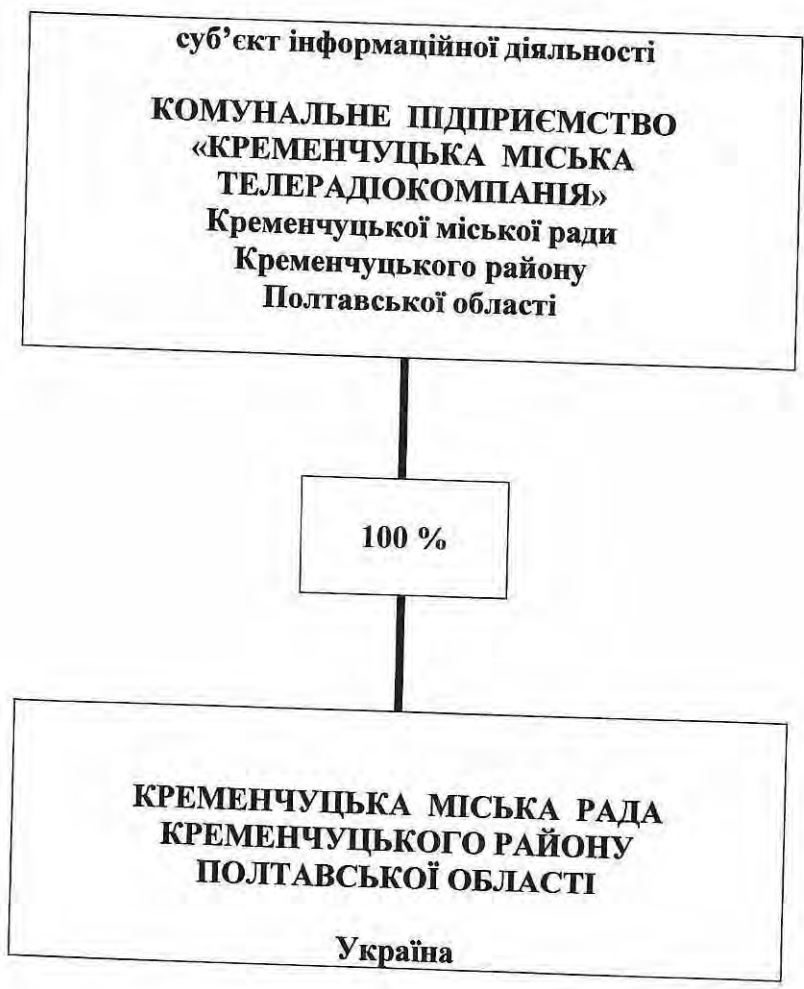 суб’єкт інформаційної діяльності
КОМУНАЛЬНЕ ПІДПРИЄМСТВО
«КРЕМЕНЧУЦЬКА МІСЬКА
ТЕЛЕРАДІОКОМПАНІЯ»
Кременчуцької міської ради
Кременчуцького району
Полтавської області
100 %
КРЕМЕНЧУЦЬКА МІСЬКА РАДА
КРЕМЕНЧУЦЬКОГО РАЙОНУ
ПОЛТАВСЬКОЇ ОБЛАСТІ
Україна